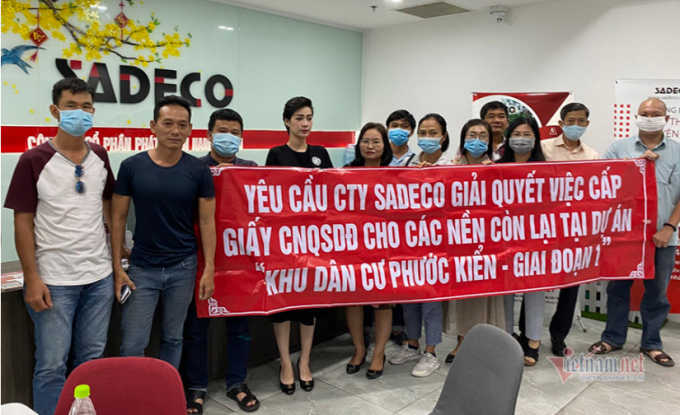 SADECO
SADECO
YÊU CẦU CTY SADECO GIẢI QUYẾT VIỆC CẤP
GIẤY CNQSDĐ CHO CÁC NỀN CÒN LẠI TẠI DỰ ÁN
“KHU DÂN CƯ PHƯỚC KIỂN - GIAI ĐOẠN 1”
vietnamnet